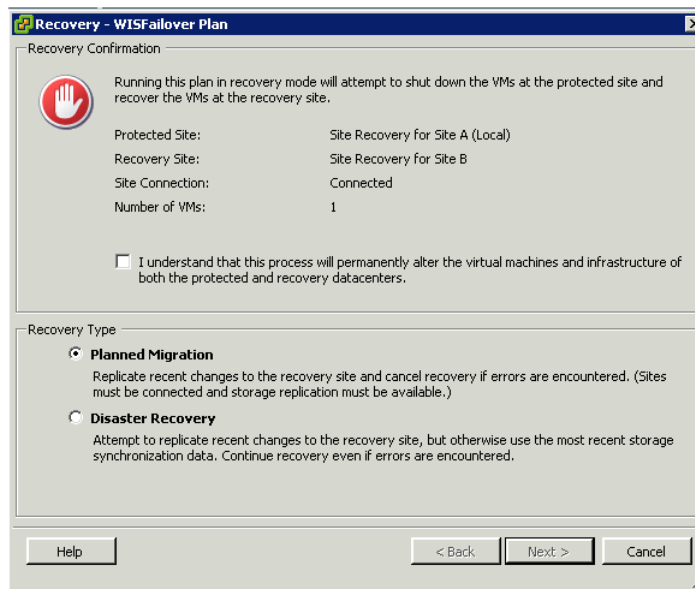 Recovery - WISFailover Plan
Recovery Confirmation
Running this plan in recovery mode will attempt to shut down the VMs at the protected site and
recover the VMs at the recovery site.
Protected Site: Site Recovery for Site A (Local)
Recovery Site: Site Recovery for Site B
Site Connection: Connected
Number of VMs: 1
I understand that this process will permanently alter the virtual machines and infrastructure of
both the protected and recovery datacenters.
Recovery Type
Planned Migration
Replicate recent changes to the recovery site and cancel recovery if errors are encountered. (Sites
must be connected and storage replication must be available.)
Disaster Recovery
Attempt to replicate recent changes to the recovery site, but otherwise use the most recent storage
synchronization data. Continue recovery even if errors are encountered.
Help < Back Next > Cancel